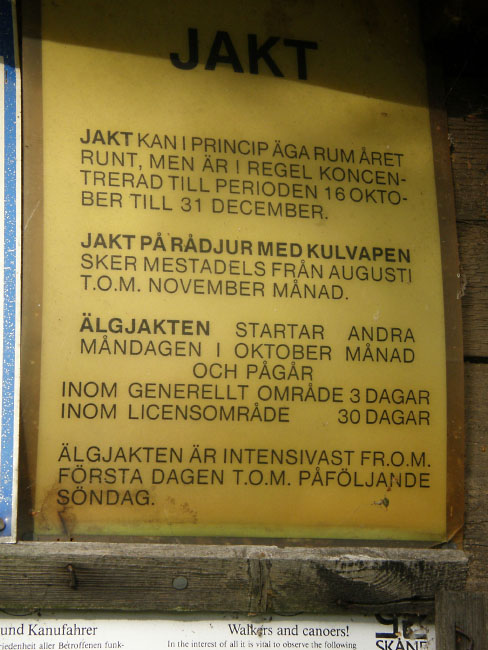 JAKT
JAKT KAN I PRINCIP ÄGA RUM ÅRET
RUNT, MEN ÄR I REGEL KONCEN-
TRERAD TILL PERIODEN 16 OKTO-
BER TILL 31 DECEMBER.
JAKT PÅ RÅDJUR MED KULVAPEN
SKER MESTADELS FRÅN AUGUSTI
T.O.M. NOVEMBER MÅNAD.
ÄLGJAKTEN STARTAR ANDRA
MÅNDAGEN I OKTOBER MÅNAD
OCH PÅGÅR
INOM GENERELLT OMRÅDE 3 DAGAR
INOM LICENSOMRÅDE 30 DAGAR
ÄLGJAKTEN ÄR INTENSIVAST FR.O.M.
FÖRSTA DAGEN T.O.M. PÅFÖLJANDE
SÖNDAG.
und Kanufahrer
Walkers and canoers!
aller Betroffenen funk-
In the interest of all it is vital to observe the
SKÅNE